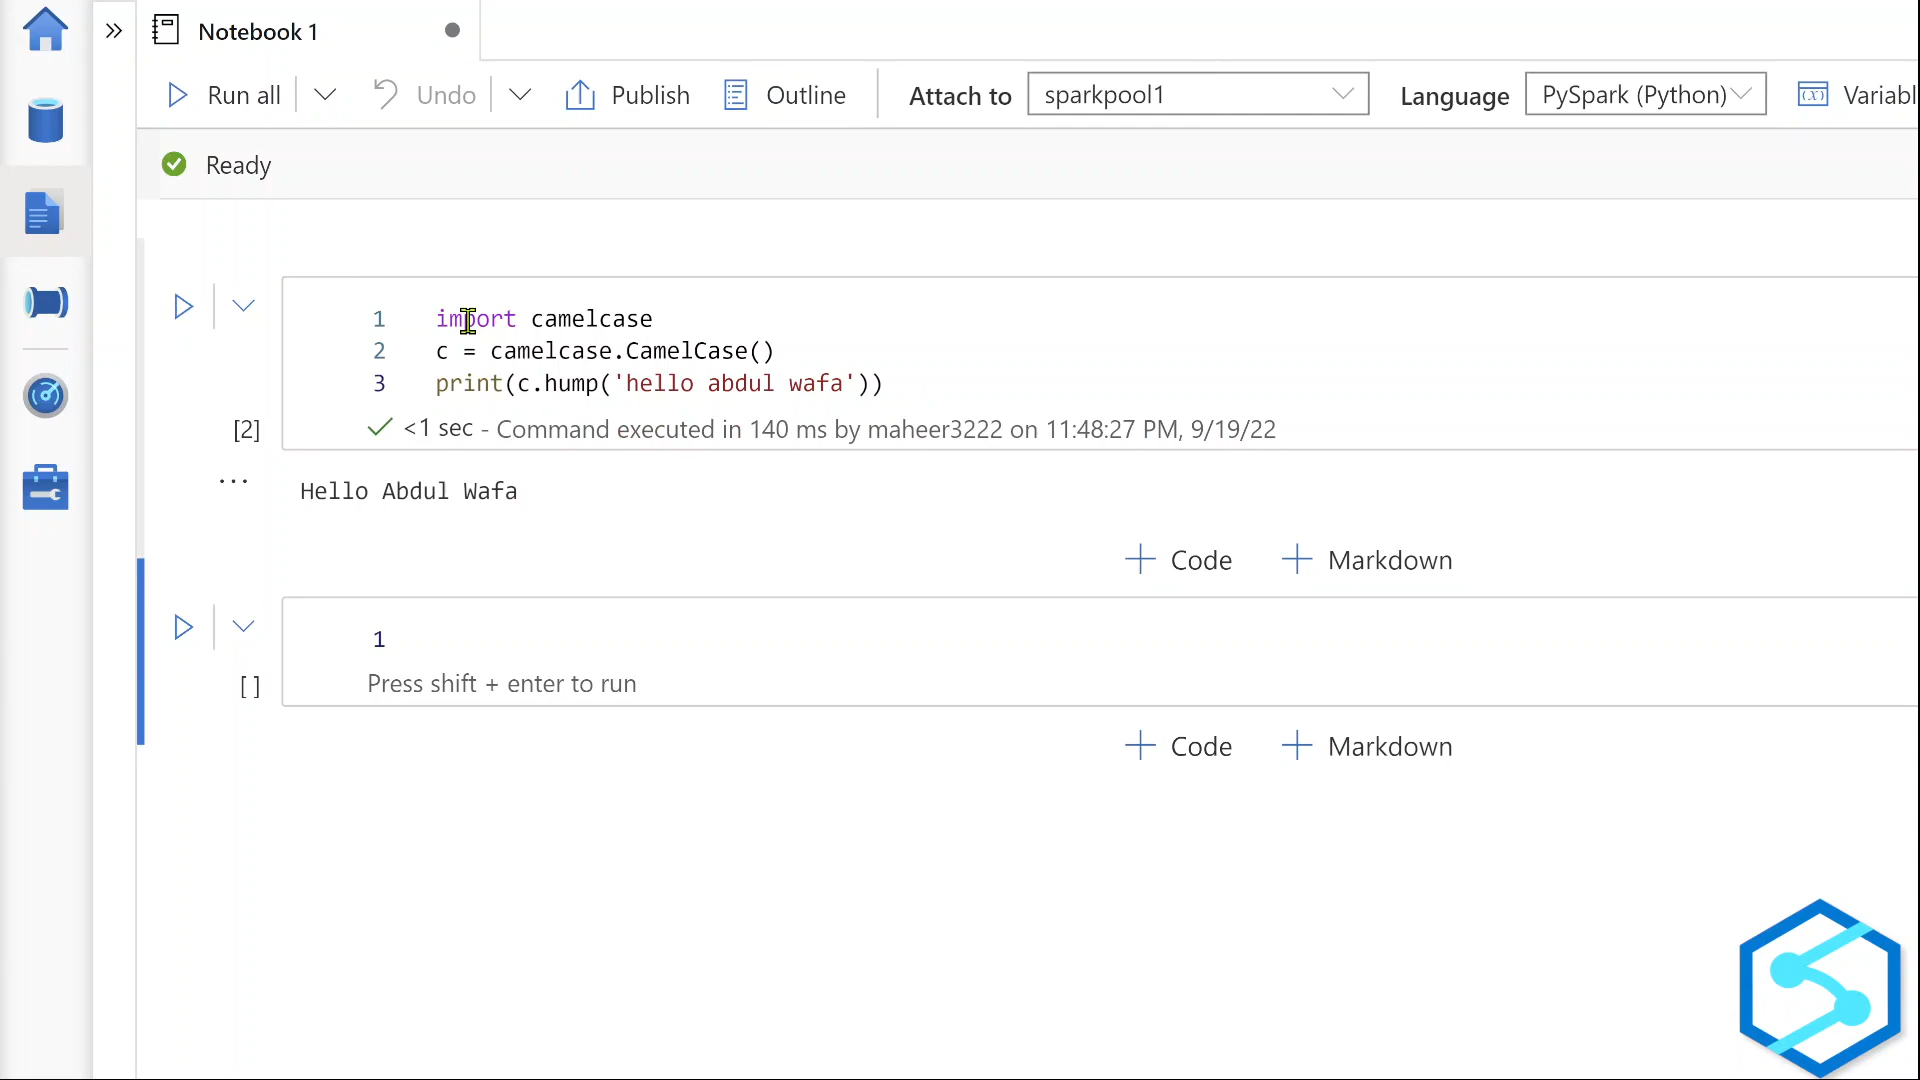 Notebook 1
Run all Undo Publish Outline Attach to sparkpool1 Language PySpark (Python) Variabl
Ready
1 import camelcase
2 c = camelcase.CamelCase()
3 print(c.hump('hello abdul wafa'))
[2] <1 sec - Command executed in 140 ms by maheer3222 on 11:48:27 PM, 9/19/22
... Hello Abdul Wafa
+ Code + Markdown
1
[ ] Press shift + enter to run
+ Code + Markdown